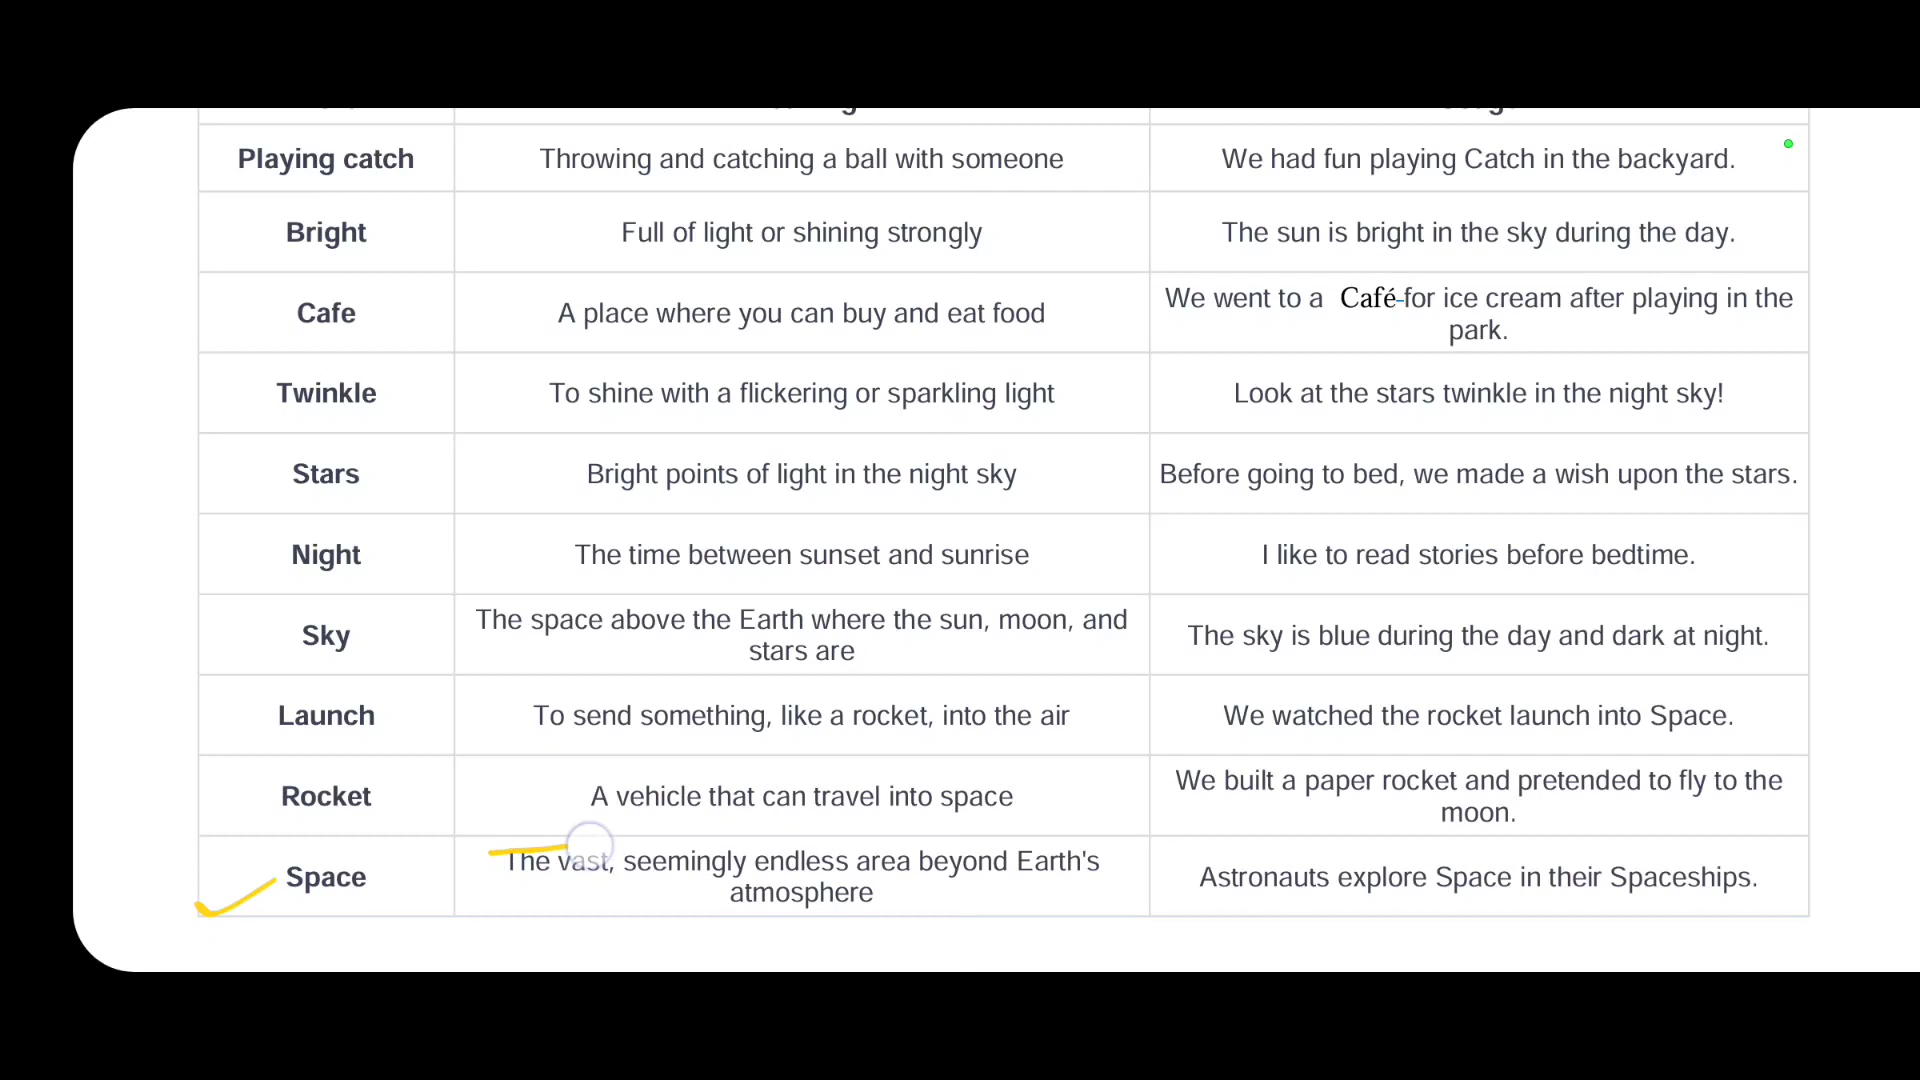 Playing catch
Throwing and catching a ball with someone
We had fun playing Catch in the backyard.
Bright
Full of light or shining strongly
The sun is bright in the sky during the day.
Cafe
A place where you can buy and eat food
We went to a Café-for ice cream after playing in the
park.
Twinkle
To shine with a flickering or sparkling light
Look at the stars twinkle in the night sky!
Stars
Bright points of light in the night sky
Before going to bed, we made a wish upon the stars.
Night
The time between sunset and sunrise
I like to read stories before bedtime.
Sky
The space above the Earth where the sun, moon, and
stars are
The sky is blue during the day and dark at night.
Launch
To send something, like a rocket, into the air
We watched the rocket launch into Space.
Rocket
A vehicle that can travel into space
We built a paper rocket and pretended to fly to the
moon.
Space
The vast, seemingly endless area beyond Earth's
atmosphere
Astronauts explore Space in their Spaceships.